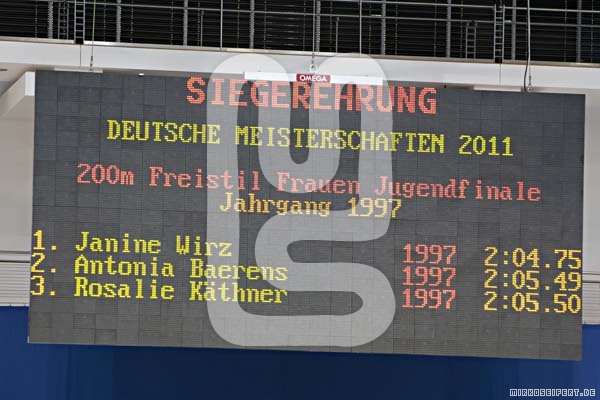 OMEGA
SIEGEREHRUNG
DEUTSCHE MEISTERSCHAFTEN 2011
200m Freistil Frauen Jugendfinale
Jahrgang 1997
1. Janine Wirz 1997 2:04.75
2. Antonia Baerens 1997 2:05.49
3. Rosalie Käthner 1997 2:05.50
MIRKOSEIFERT.DE